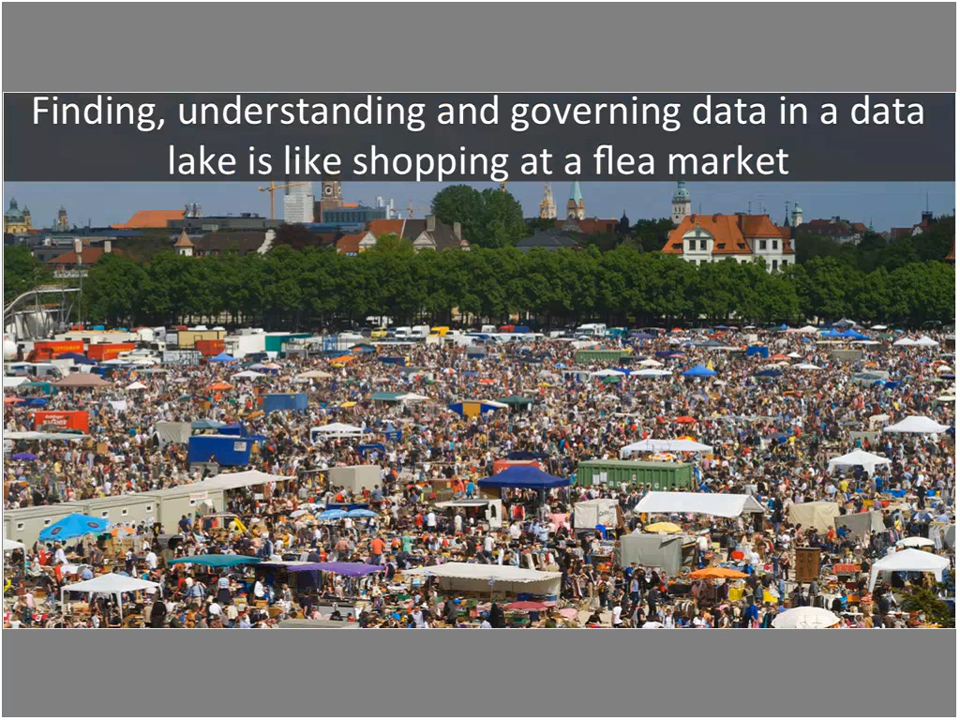 Finding, understanding and governing data in a data
lake is like shopping at a flea market